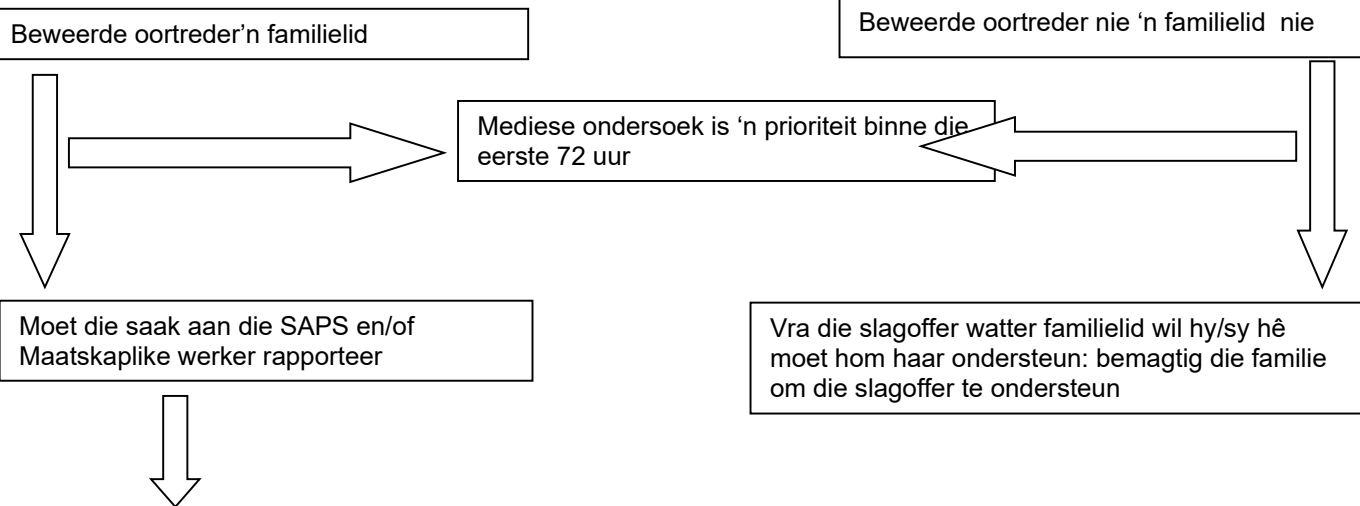 Beweerde oortreder’n familielid
Beweerde oortreder nie ‘n familielid  nie
Mediese ondersoek is ‘n prioriteit binne die
eerste 72 uur
Moet die saak aan die SAPS en/of
Maatskaplike werker rapporteer
Vra die slagoffer watter familielid wil hy/sy hê
moet hom haar ondersteun: bemagtig die familie
om die slagoffer te ondersteun